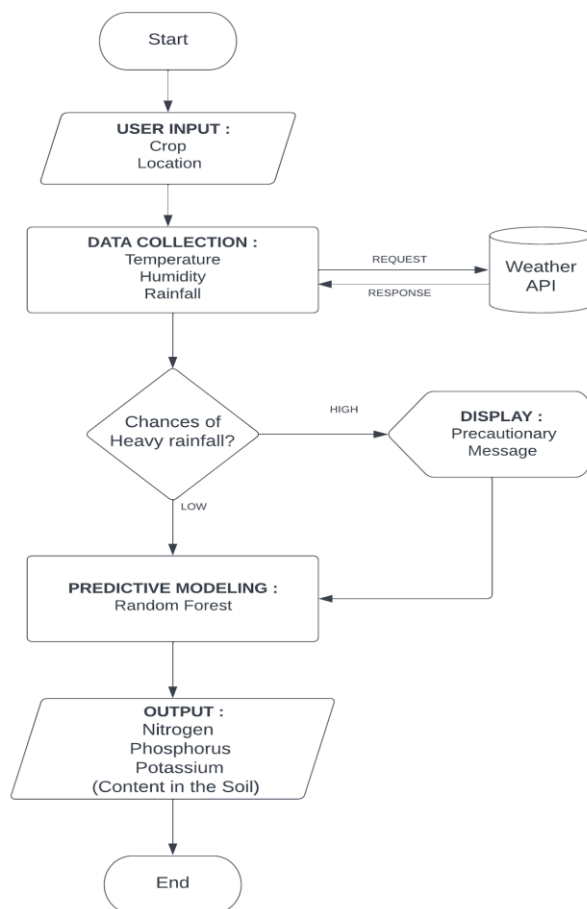 Start
USER INPUT :
Crop
Location
DATA COLLECTION :
Temperature
Humidity
Rainfall
REQUEST
RESPONSE
Weather
API
Chances of
Heavy rainfall?
HIGH
DISPLAY :
Precautionary
Message
LOW
PREDICTIVE MODELING :
Random Forest
OUTPUT :
Nitrogen
Phosphorus
Potassium
(Content in the Soil)
End